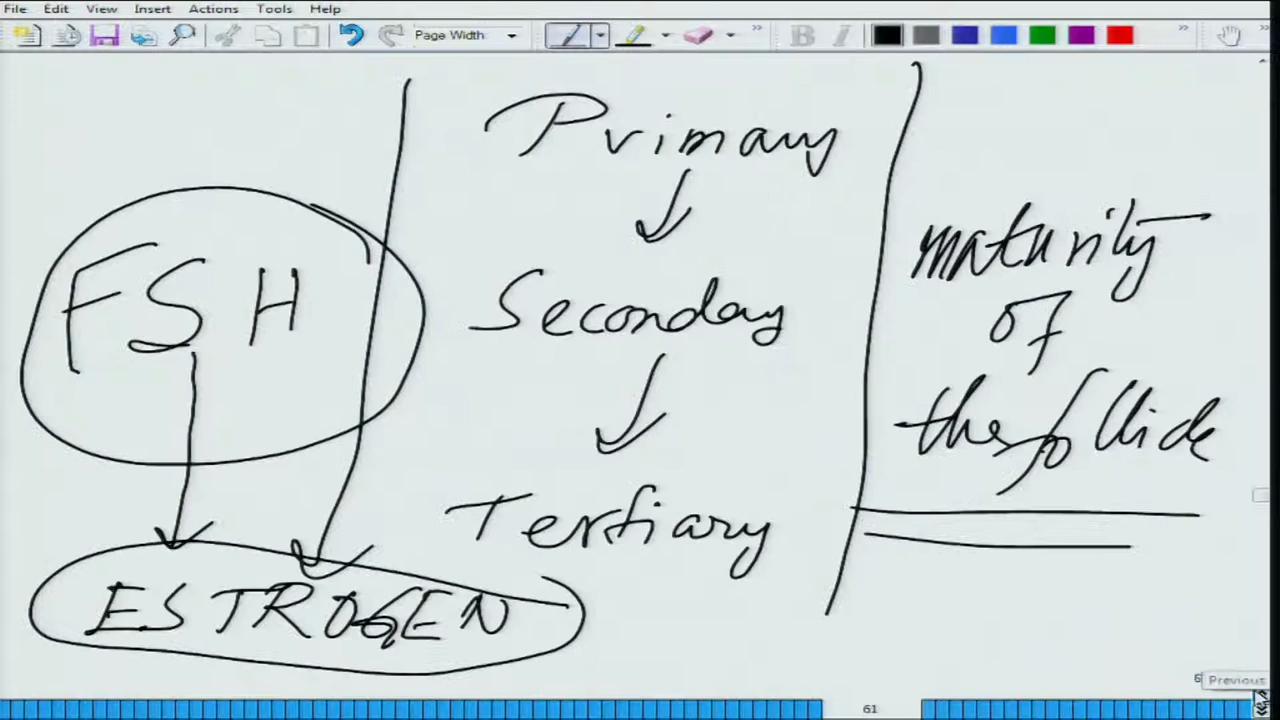 File Edit View Insert Actions Tools Help
Page Width
B I
FSH
ESTROGEN
Primary
Secondary
Tertiary
maturity
of
the follicle
Previous
61